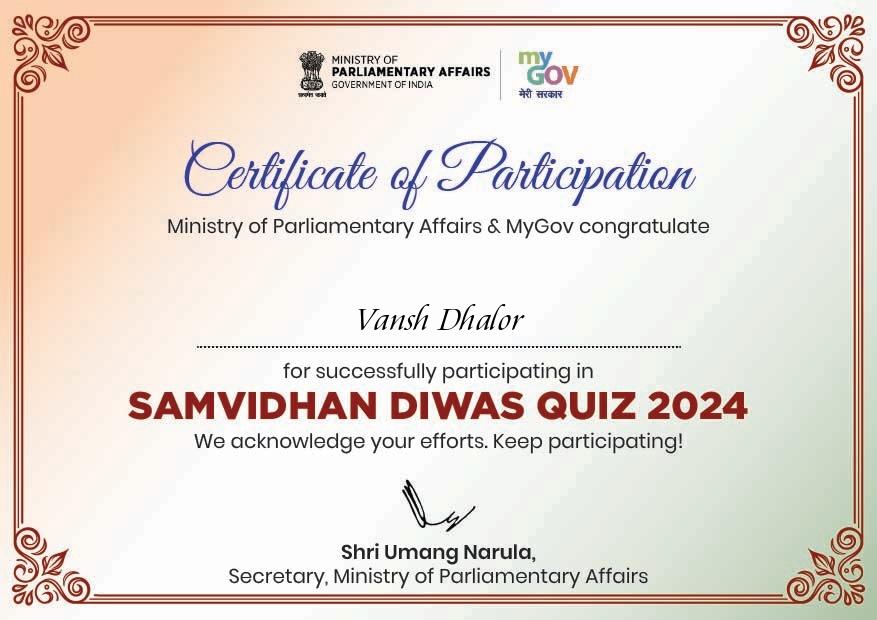 MINISTRY OF
PARLIAMENTARY AFFAIRS
GOVERNMENT OF INDIA
सत्यमेव जयते
my
GOV
मेरी सरकार
Certificate of Participation
Ministry of Parliamentary Affairs & MyGov congratulate
Vansh Dhalor
for successfully participating in
SAMVIDHAN DIWAS QUIZ 2024
We acknowledge your efforts. Keep participating!
Shri Umang Narula,
Secretary, Ministry of Parliamentary Affairs